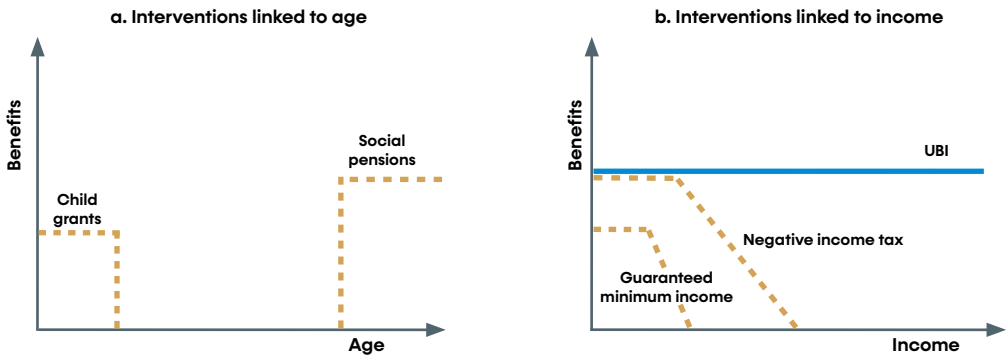 a. Interventions linked to age
Benefits
Child
grants
Social
pensions
Age
b. Interventions linked to income
Benefits
UBI
Negative income tax
Guaranteed
minimum income
Income